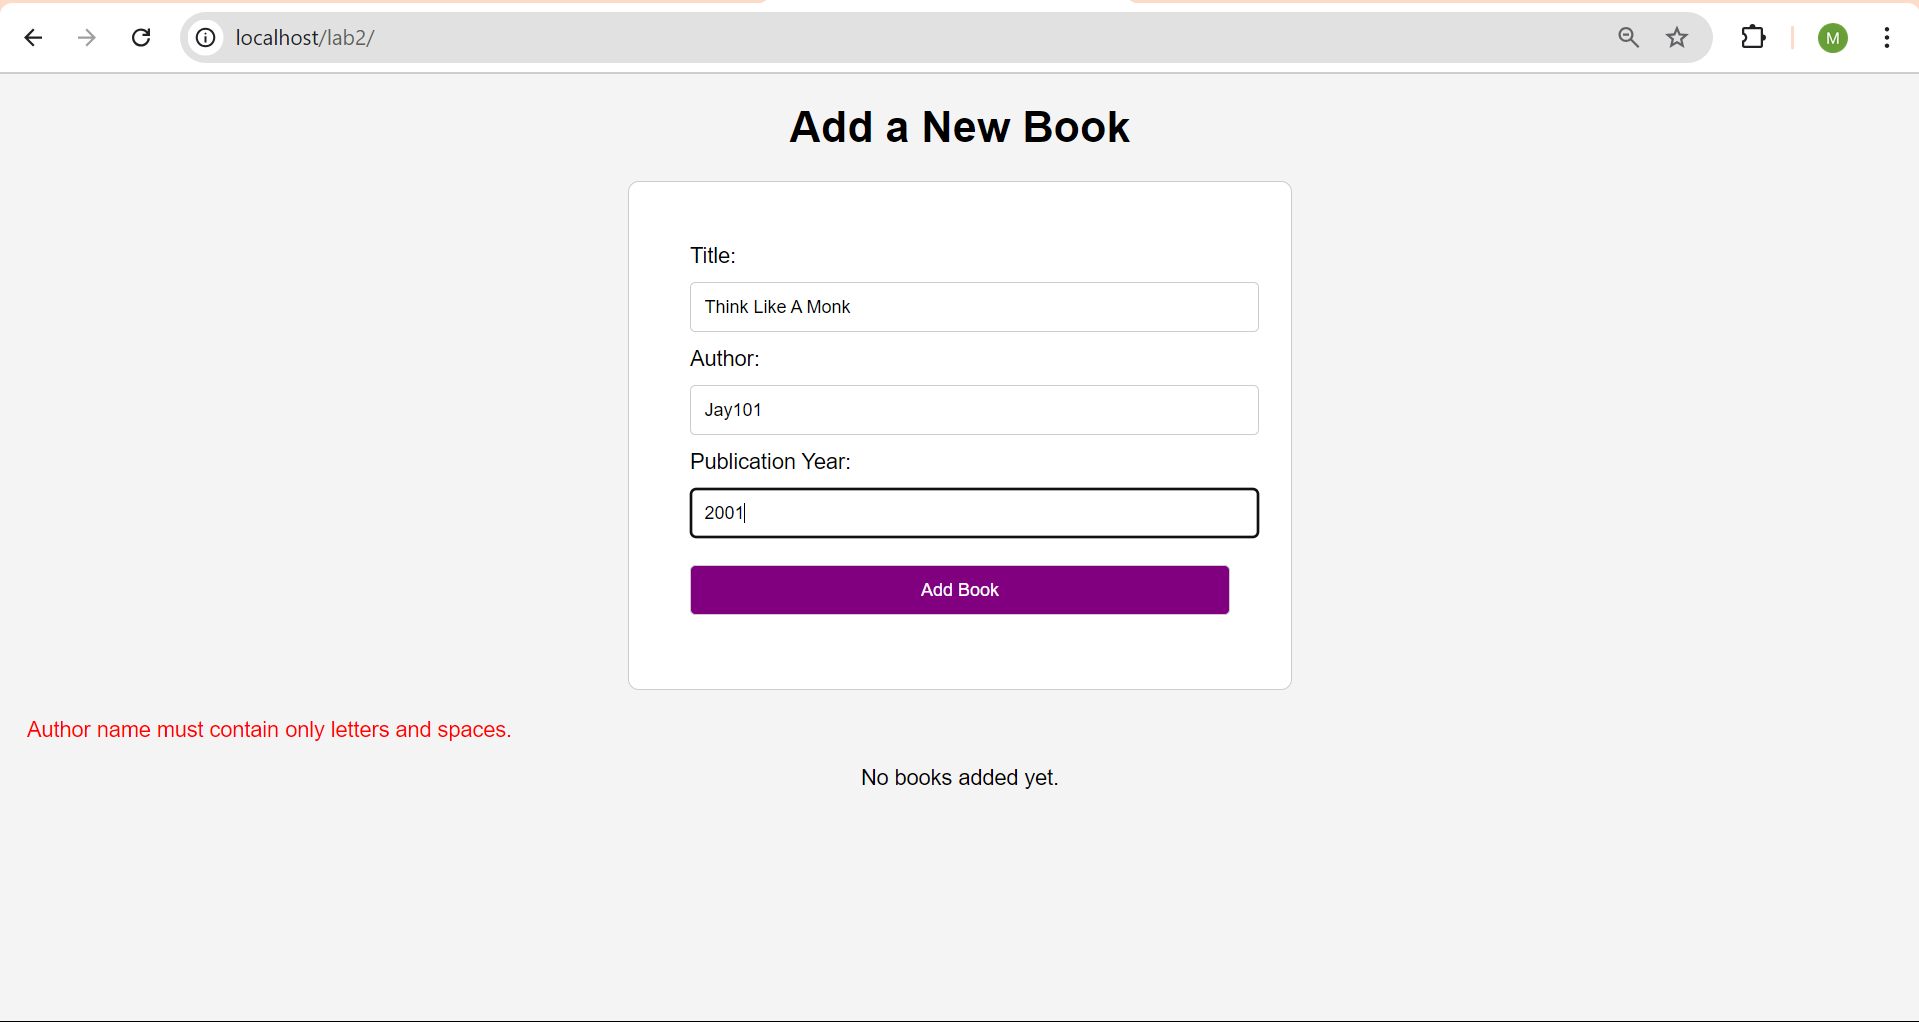 localhost/lab2/
M
Add a New Book
Title:
Think Like A Monk
Author:
Jay101
Publication Year:
2001
Add Book
Author name must contain only letters and spaces.
No books added yet.